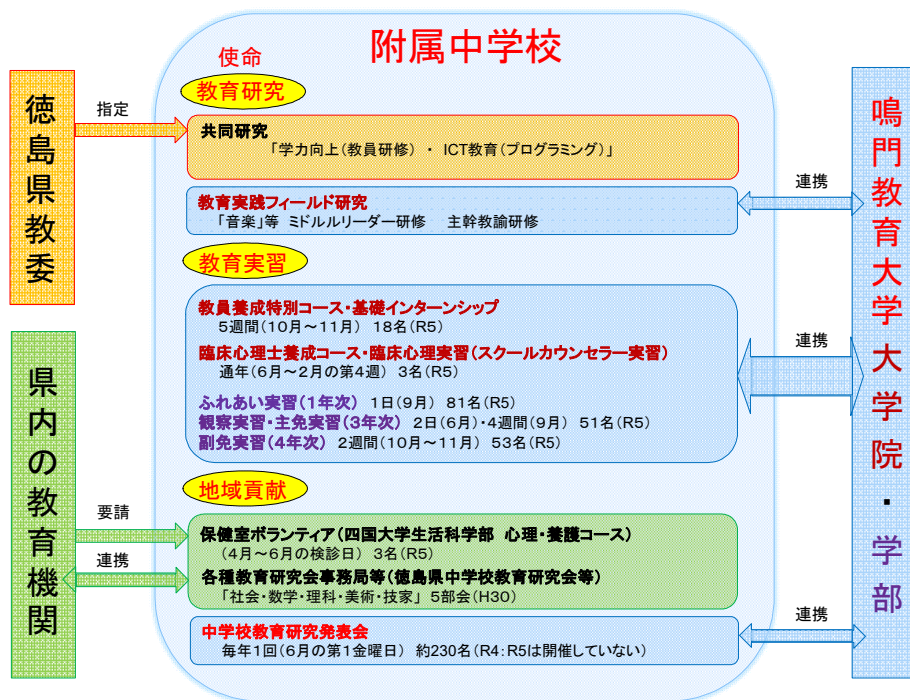 附属中学校
使命
教育研究
徳島県教委
指定
共同研究
「学力向上(教員研修) ・ ICT教育(プログラミング)」
教育実践フィールド研究
「音楽」等 ミドルルリーダー研修 主幹教諭研修
連携
鳴門教育大学大学院・学部
教育実習
教員養成特別コース・基礎インターンシップ
5週間(10月～11月) 18名(R5)
臨床心理士養成コース・臨床心理実習(スクールカウンセラー実習)
通年(6月～2月の第4週) 3名(R5)
ふれあい実習(1年次) 1日(9月) 81名(R5)
観察実習・主免実習(3年次) 2日(6月)・4週間(9月) 51名(R5)
副免実習(4年次) 2週間(10月～11月) 53名(R5)
連携
県内の教育機関
地域貢献
要請
保健室ボランティア(四国大学生活科学部 心理・養護コース)
(4月～6月の検診日) 3名(R5)
連携
各種教育研究会事務局等(徳島県中学校教育研究会等)
「社会・数学・理科・美術・技家」 5部会(H30)
中学校教育研究発表会
毎年1回(6月の第1金曜日) 約230名(R4:R5は開催していない)
連携